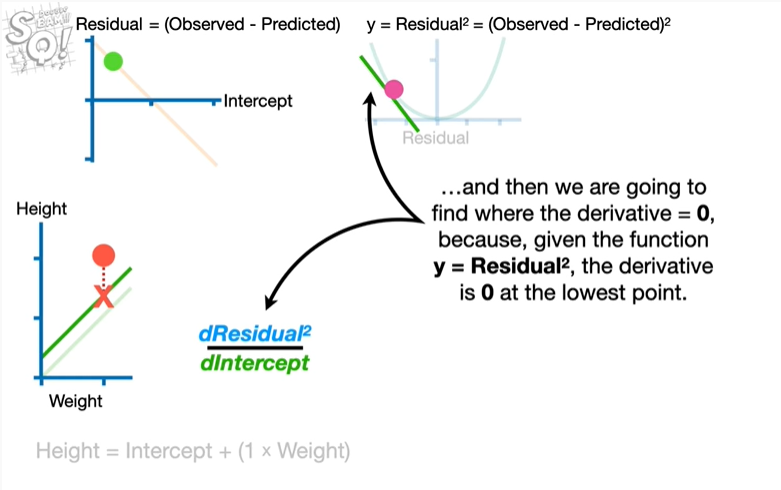 SQ!
Residual = (Observed - Predicted)
y = Residual² = (Observed - Predicted)²
Intercept
Residual
...and then we are going to
find where the derivative = 0,
because, given the function
y = Residual², the derivative
is 0 at the lowest point.
Height
X
dResidual²
dIntercept
Weight
Height = Intercept + (1 × Weight)